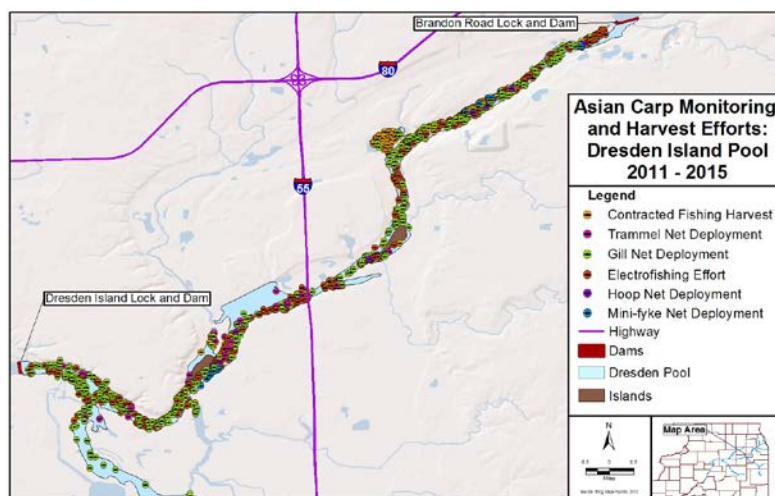 Brandon Road Lock and Dam
80
55
Dresden Island Lock and Dam
Asian Carp Monitoring
and Harvest Efforts:
Dresden Island Pool
2011 - 2015
Legend
Contracted Fishing Harvest
Trammel Net Deployment
Gill Net Deployment
Electrofishing Effort
Hoop Net Deployment
Mini-fyke Net Deployment
Highway
Dams
Dresden Pool
Islands
N
Miles
Map Area